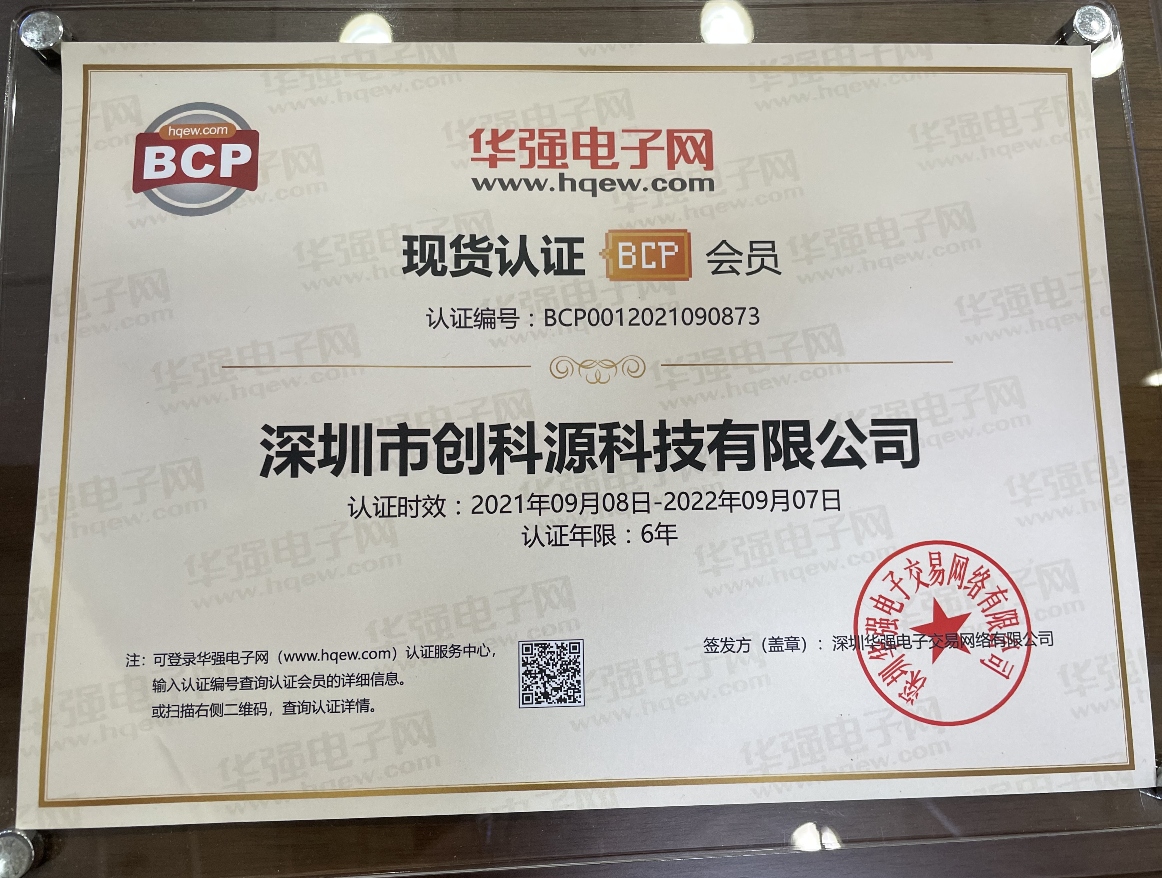 hqew.com
BCP
华强电子网
www.hqew.com
现货认证 BCP 会员
认证编号：BCP0012021090873
深圳市创科源科技有限公司
认证时效：2021年09月08日-2022年09月07日
认证年限：6年
注：可登录华强电子网（www.hqew.com）认证服务中心，
输入认证编号查询认证会员的详细信息。
或扫描右侧二维码，查询认证详情。
签发方（盖章）：深圳华强电子交易网络有限公司
深圳华强电子交易网络有限公司